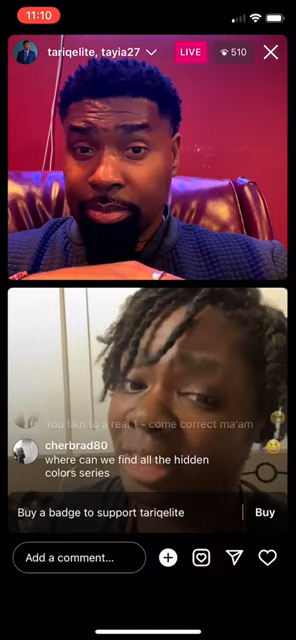 11:10
tariqelite, tayia27
LIVE
510
You tlkn to a real 1 - come correct ma'am
cherbrad80
where can we find all the hidden
colors series
Buy a badge to support tariqelite
Buy
Add a comment...